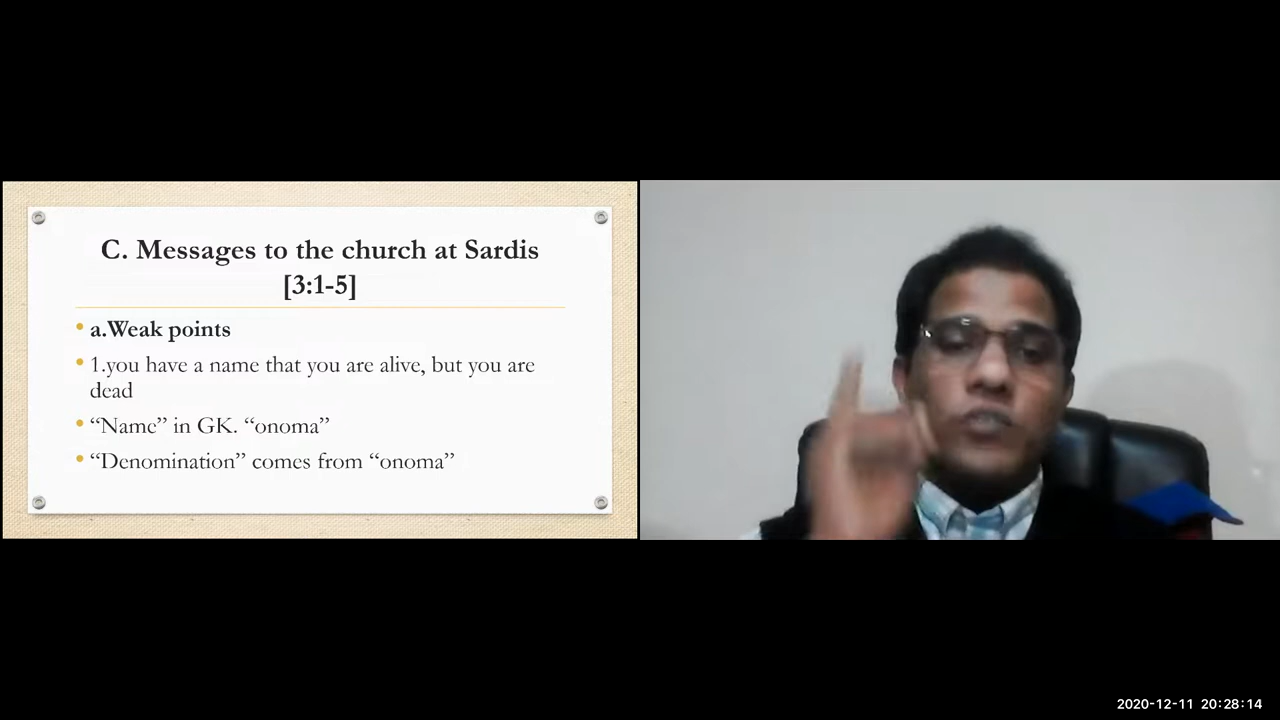 C. Messages to the church at Sardis
[3:1-5]
• a.Weak points
• 1.you have a name that you are alive, but you are
dead
• “Name” in GK. “onoma”
• “Denomination” comes from “onoma”
2020-12-11 20:28:14